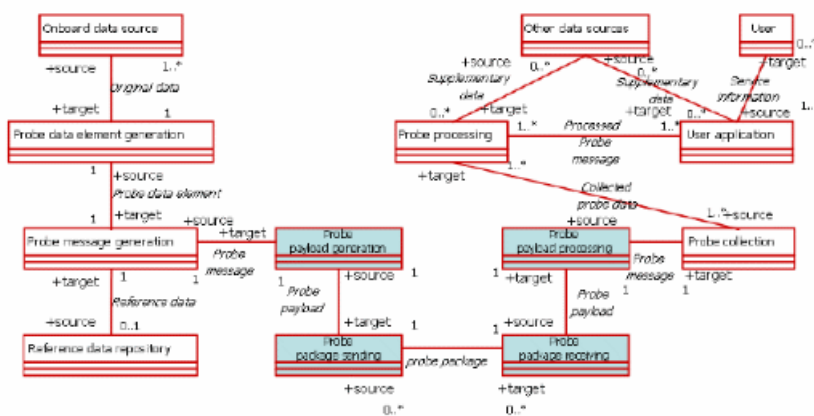 Onboard data source
Other data sources
User
+source
1..*
Original data
+target
1
+source
0..*
Supplementary
data
0..*
+target
+source
0..*
Supplementary
data
+target
0..*
0..*
+target
Service
information
+source
1..*
Probe data element generation
Probe processing
1..*
Processed
Probe
message
1..*
User application
1
+source
Probe data element
1
+target
+target
1..*
Collected
probe data
1..*
+source
Probe message generation
+source
1
Probe
message
+target
1
Probe
payload generation
Probe
payload processing
+source
1
Probe
message
+target
1
Probe collection
+target
1
Reference data
+source
0..1
+source
1
Probe
payload
+target
1
+target
1
Probe
payload
+source
1
Reference data repository
Probe
package sending
probe package
Probe
package receiving
+source
0..*
+target
0..*